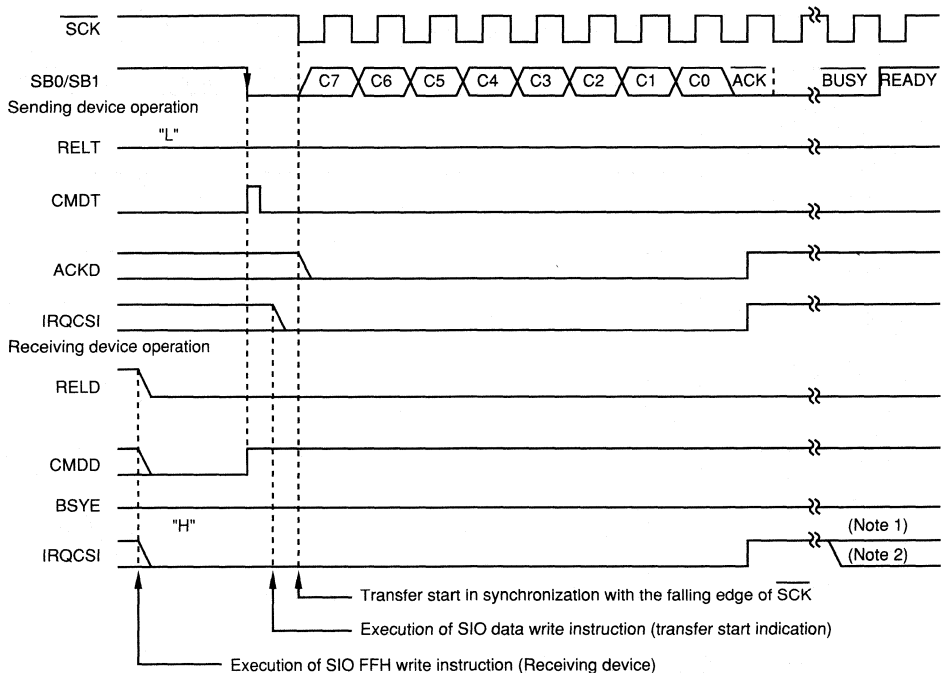 SCK
SB0/SB1 C7 C6 C5 C4 C3 C2 C1 C0 ACK BUSY READY
Sending device operation
"L"
RELT
CMDT
ACKD
IRQCSI
Receiving device operation
RELD
CMDD
BSYE
"H"
(Note 1)
IRQCSI
(Note 2)
Transfer start in synchronization with the falling edge of SCK
Execution of SIO data write instruction (transfer start indication)
Execution of SIO FFH write instruction (Receiving device)